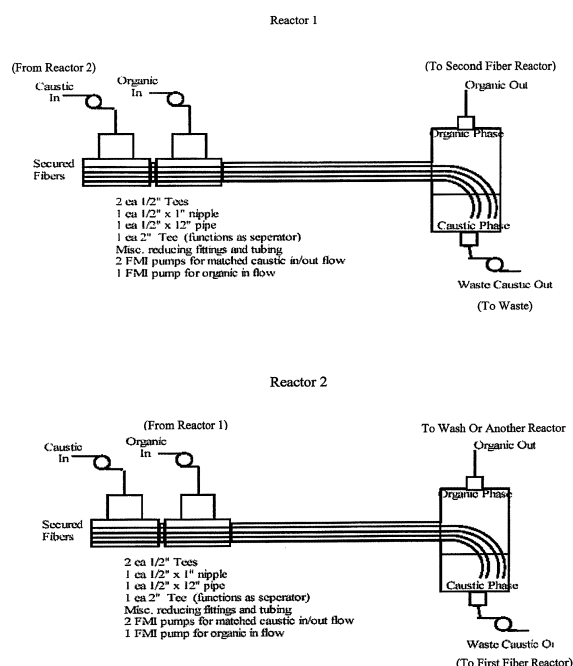 Reactor 1
(From Reactor 2)
Caustic
In
Organic
In
(To Second Fiber Reactor)
Organic Out
Organic Phase
Secured
Fibers
Caustic Phase
2 ea 1/2" Tees
1 ea 1/2" x 1" nipple
1 ea 1/2" x 12" pipe
1 ea 2" Tee (functions as seperator)
Misc. reducing fittings and tubing
2 FMI pumps for matched caustic in/out flow
1 FMI pump for organic in flow
Waste Caustic Out
(To Waste)
Reactor 2
(From Reactor 1)
Caustic
In
Organic
In
To Wash Or Another Reactor
Organic Out
Organic Phase
Secured
Fibers
Caustic Phase
2 ea 1/2" Tees
1 ea 1/2" x 1" nipple
1 ea 1/2" x 12" pipe
1 ea 2" Tee (functions as seperator)
Misc. reducing fittings and tubing
2 FMI pumps for matched caustic in/out flow
1 FMI pump for organic in flow
Waste Caustic O
(To First Fiber Reactor)